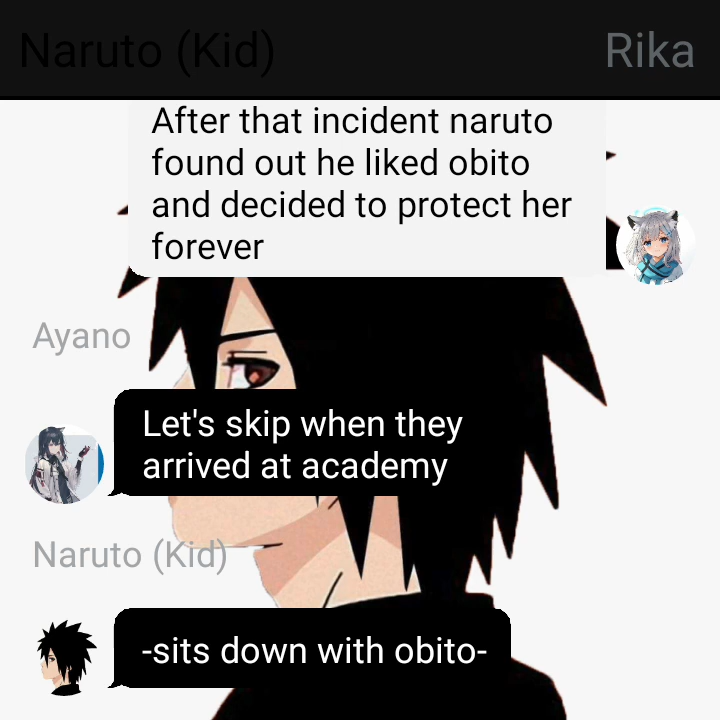 Naruto (Kid)
Rika
After that incident naruto
found out he liked obito
and decided to protect her
forever
Ayano
Let's skip when they
arrived at academy
Naruto (Kid)
-sits down with obito-